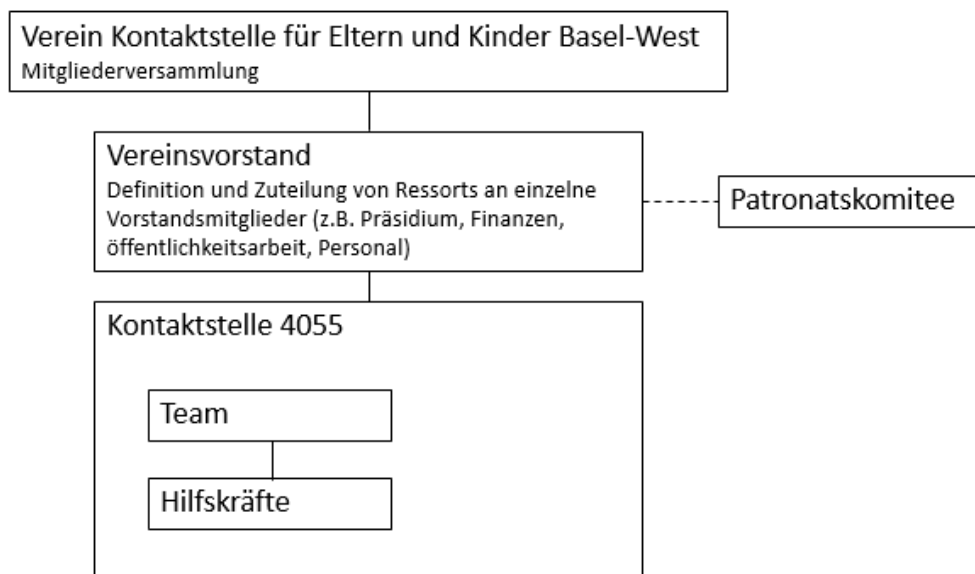 Verein Kontaktstelle für Eltern und Kinder Basel-West
Mitgliederversammlung
Vereinsvorstand
Definition und Zuteilung von Ressorts an einzelne
Vorstandsmitglieder (z.B. Präsidium, Finanzen,
öffentlichkeitsarbeit, Personal)
Patronatskomitee
Kontaktstelle 4055
Team
Hilfskräfte